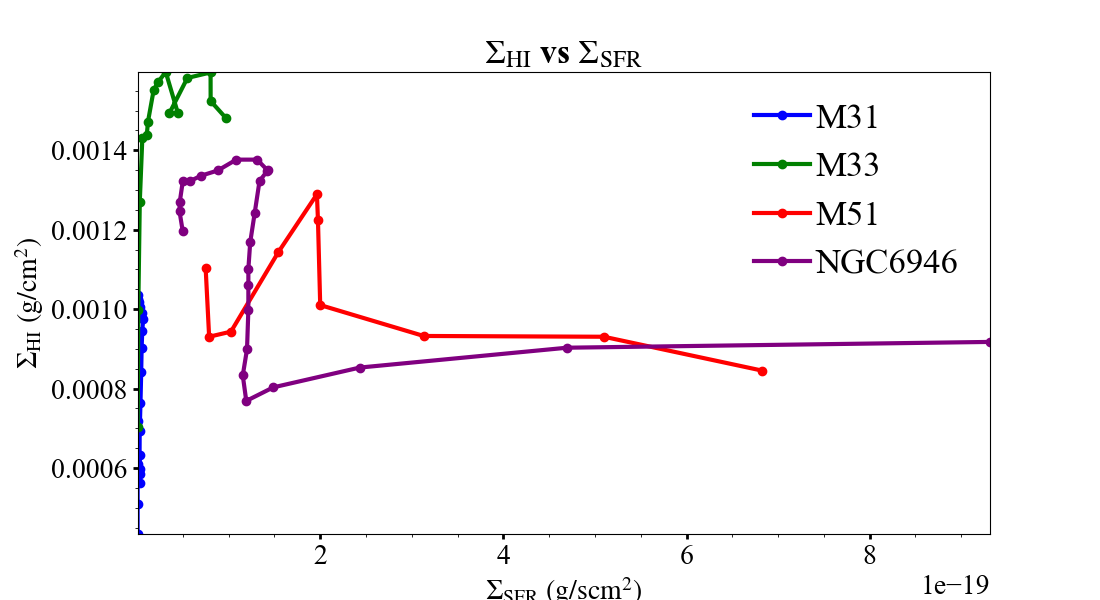 Σ_HI vs Σ_SFR
Σ_HI (g/cm²)
0.0014
0.0012
0.0010
0.0008
0.0006
M31
M33
M51
NGC6946
2 4 6 8
1e−19
Σ_SFR (g/scm²)